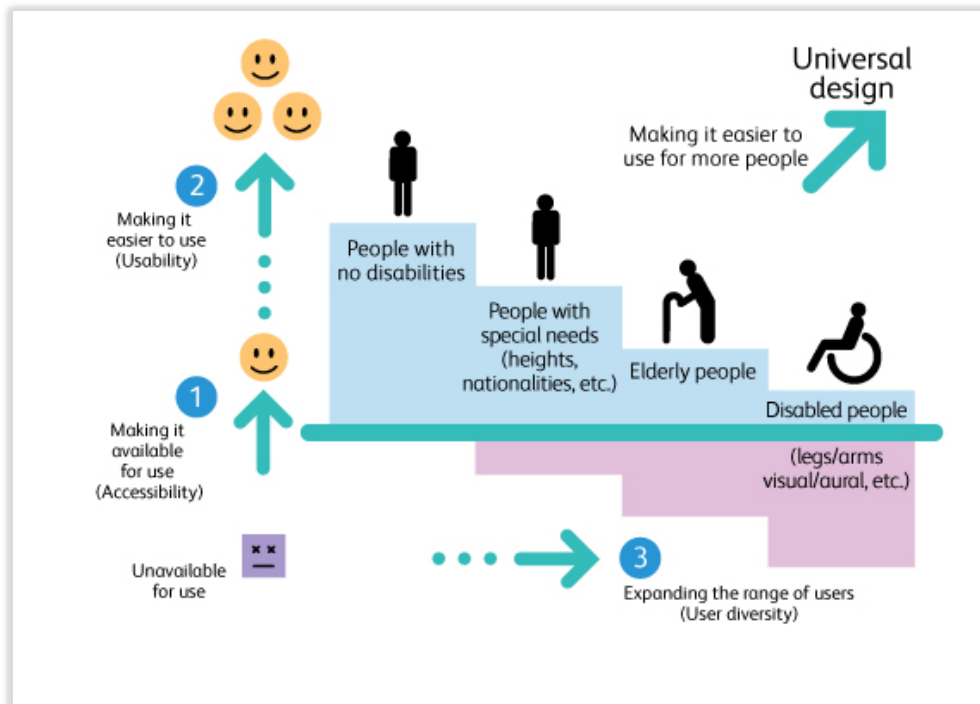 Universal
design
Making it easier to
use for more people
2
Making it
easier to use
(Usability)
People with
no disabilities
People with
special needs
(heights,
nationalities, etc.)
Elderly people
Disabled people
(legs/arms
visual/aural, etc.)
1
Making it
available
for use
(Accessibility)
Unavailable
for use
3
Expanding the range of users
(User diversity)